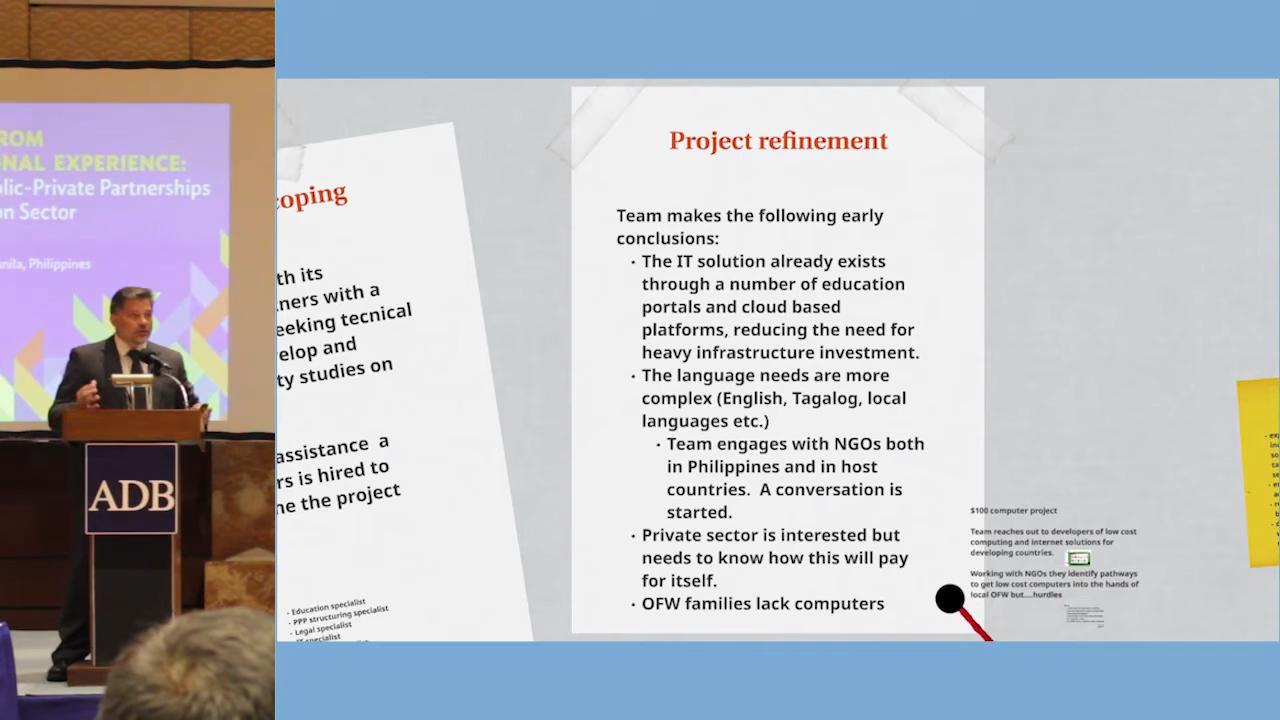 ROM
NAL EXPERIENCE:
lic-Private Partnerships
on Sector
nila, Philippines
ADB
oping
th its
ners with a
eeking tecnical
elop and
ty studies on
assistance a
rs is hired to
ne the project
- Education specialist
- PPP structuring specialist
- Legal specialist
IT specialist
Project refinement
Team makes the following early
conclusions:
· The IT solution already exists
through a number of education
portals and cloud based
platforms, reducing the need for
heavy infrastructure investment.
· The language needs are more
complex (English, Tagalog, local
languages etc.)
· Team engages with NGOs both
in Philippines and in host
countries. A conversation is
started.
· Private sector is interested but
needs to know how this will pay
for itself.
· OFW families lack computers
$100 computer project
Team reaches out to developers of low cost
computing and internet solutions for
developing countries.
Working with NGOs they identify pathways
to get low cost computers into the hands of
local OFW but....hurdles